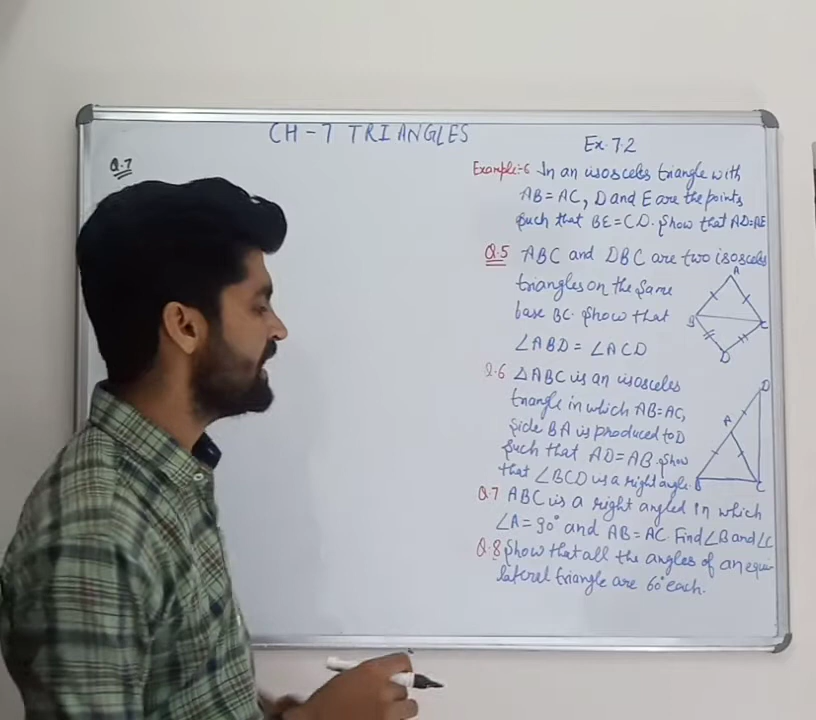 CH-7 TRIANGLES
Ex. 7.2
Q.7
Example:-6 In an isosceles triangle with
AB=AC, D and E are the points
such that BE=CD. Show that AD=AE
Q.5 ABC and DBC are two isosceles
triangles on the same
base BC. Show that
∠ABD = ∠ACD
A
B
C
D
Q.6 △ABC is an isosceles
triangle in which AB=AC,
side BA is produced to D
such that AD=AB. Show
that ∠BCD is a right angle.
D
A
B
C
Q.7 ABC is a right angled in which
∠A=90° and AB=AC. Find ∠B and ∠C
Q.8 Show that all the angles of an equi-
lateral triangle are 60° each.